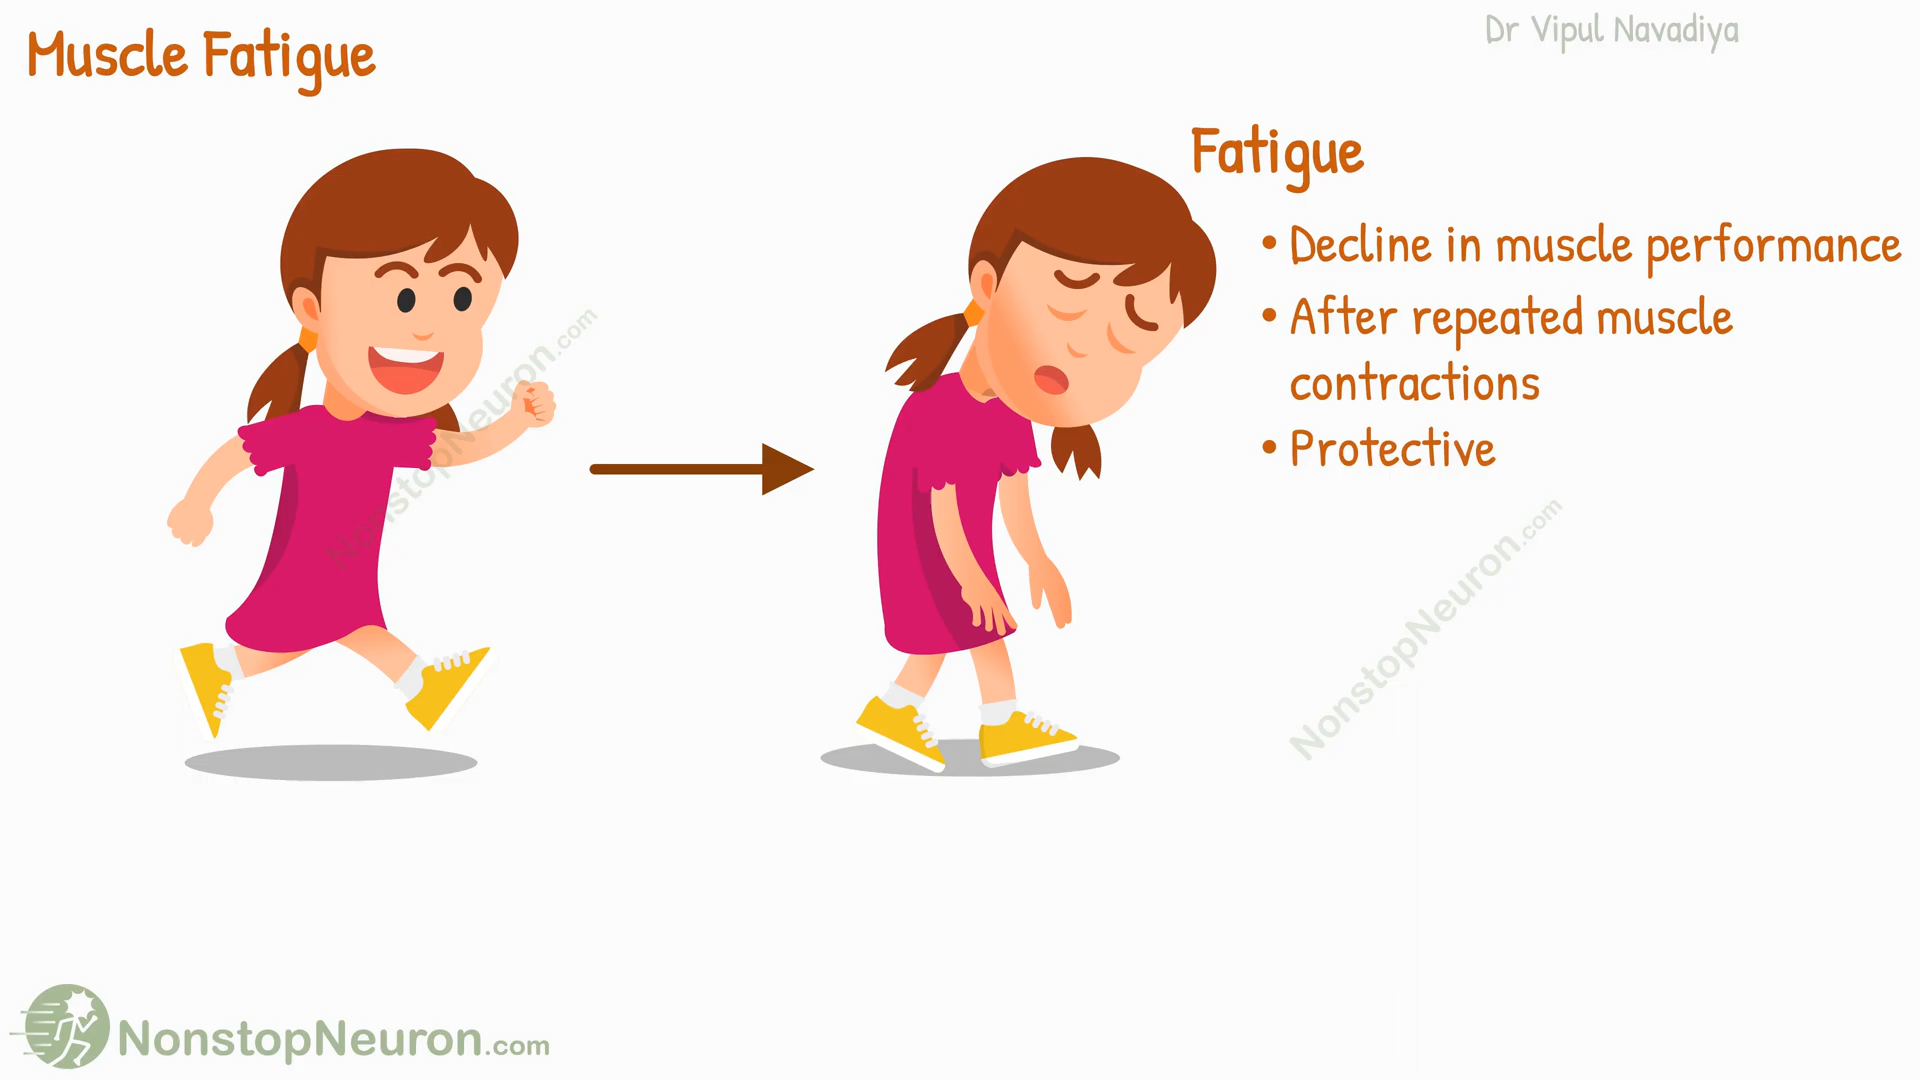 Muscle Fatigue
Dr Vipul Navadiya
Fatigue
• Decline in muscle performance
• After repeated muscle
contractions
• Protective
NonstopNeuron.com
NonstopNeuron.com
NonstopNeuron.com